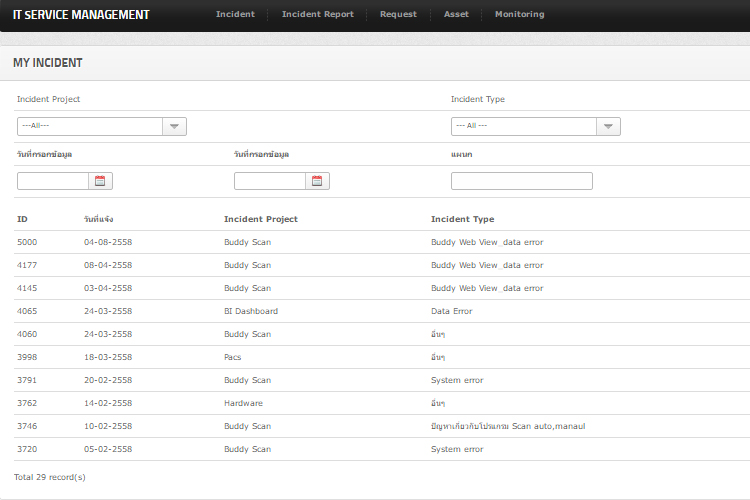 IT SERVICE MANAGEMENT Incident Incident Report Request Asset Monitoring
MY INCIDENT
Incident Project Incident Type
---All--- --- All ---
วันที่กรอกข้อมูล วันที่กรอกข้อมูล แผนก
ID วันที่แจ้ง Incident Project Incident Type
5000 04-08-2558 Buddy Scan Buddy Web View_data error
4177 08-04-2558 Buddy Scan Buddy Web View_data error
4145 03-04-2558 Buddy Scan Buddy Web View_data error
4065 24-03-2558 BI Dashboard Data Error
4060 24-03-2558 Buddy Scan อื่นๆ
3998 18-03-2558 Pacs อื่นๆ
3791 20-02-2558 Buddy Scan System error
3762 14-02-2558 Hardware อื่นๆ
3746 10-02-2558 Buddy Scan ปัญหาเกี่ยวกับโปรแกรม Scan auto,manaul
3720 05-02-2558 Buddy Scan System error
Total 29 record(s)